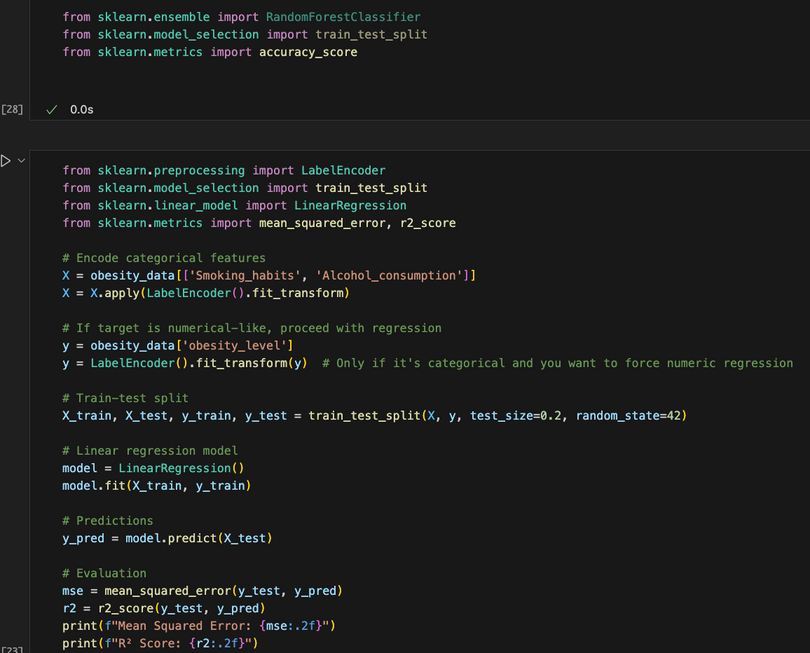 from sklearn.ensemble import RandomForestClassifier
from sklearn.model_selection import train_test_split
from sklearn.metrics import accuracy_score
[28] ✓ 0.0s
from sklearn.preprocessing import LabelEncoder
from sklearn.model_selection import train_test_split
from sklearn.linear_model import LinearRegression
from sklearn.metrics import mean_squared_error, r2_score
# Encode categorical features
X = obesity_data[['Smoking_habits', 'Alcohol_consumption']]
X = X.apply(LabelEncoder().fit_transform)
# If target is numerical-like, proceed with regression
y = obesity_data['obesity_level']
y = LabelEncoder().fit_transform(y)  # Only if it's categorical and you want to force numeric regression
# Train-test split
X_train, X_test, y_train, y_test = train_test_split(X, y, test_size=0.2, random_state=42)
# Linear regression model
model = LinearRegression()
model.fit(X_train, y_train)
# Predictions
y_pred = model.predict(X_test)
# Evaluation
mse = mean_squared_error(y_test, y_pred)
r2 = r2_score(y_test, y_pred)
print(f"Mean Squared Error: {mse:.2f}")
print(f"R² Score: {r2:.2f}")
[23]